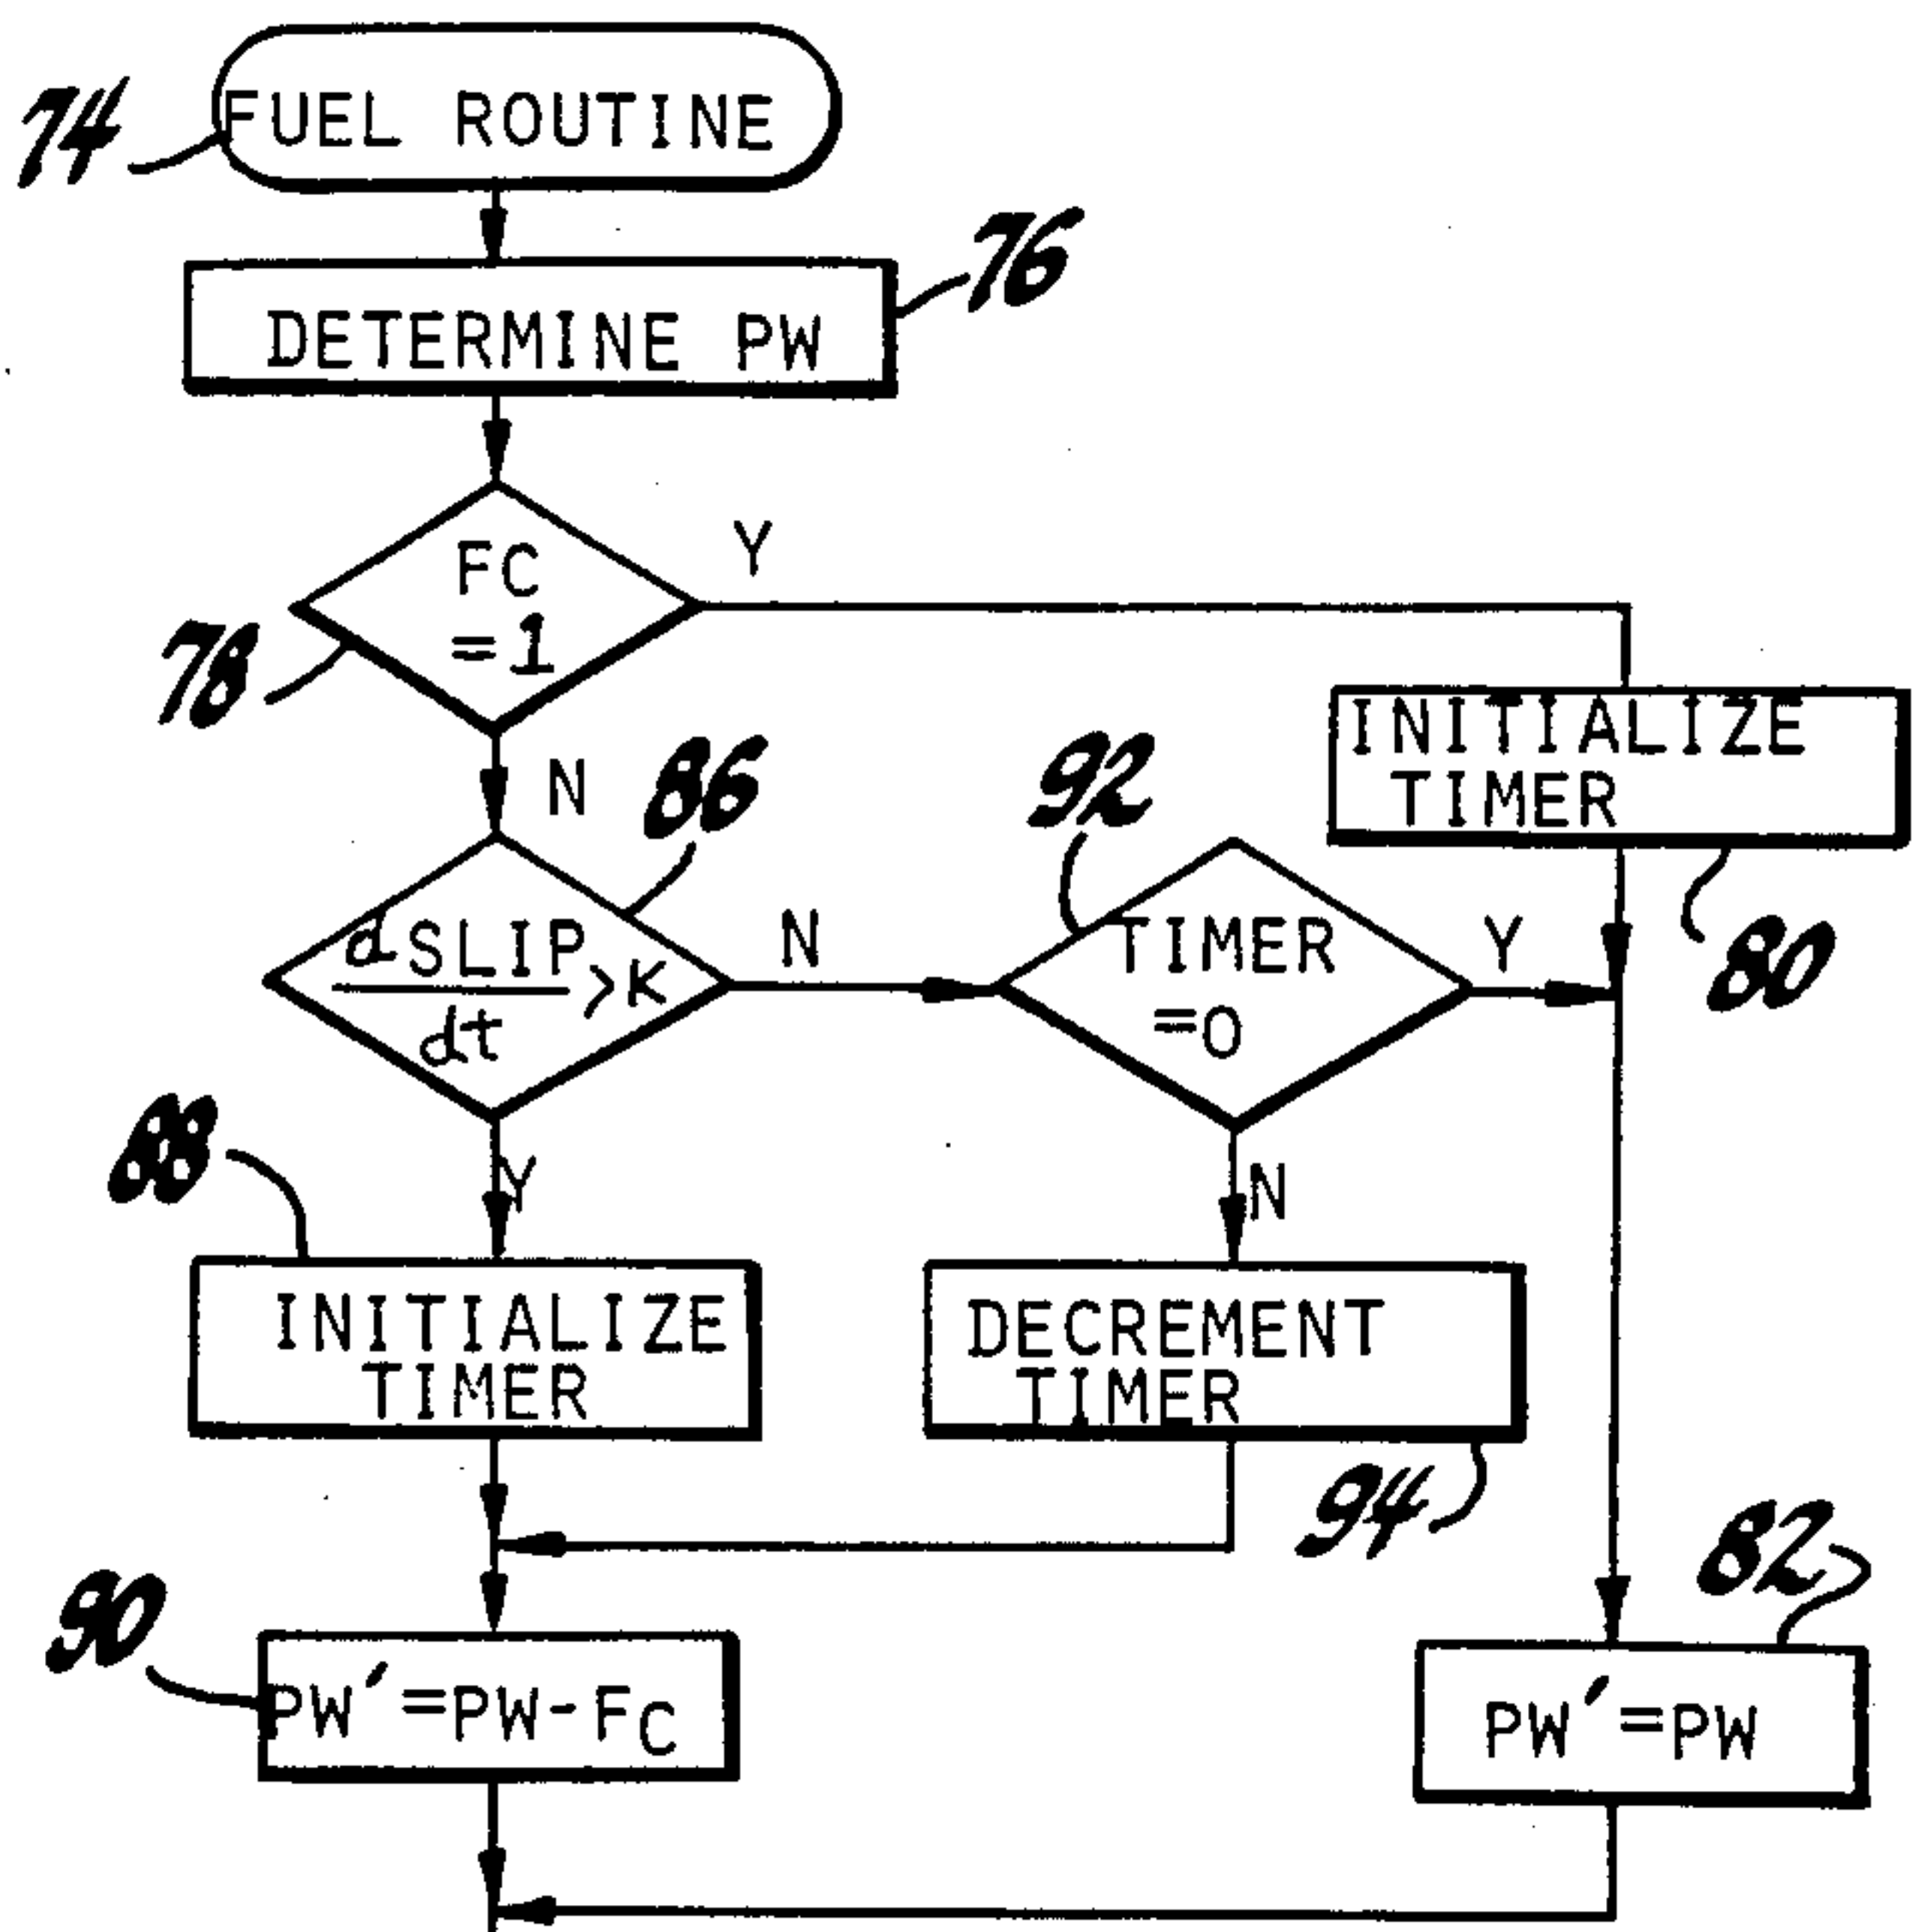 74
FUEL ROUTINE
76
DETERMINE PW
78
FC
=1
Y
N
86
92
INITIALIZE
TIMER
80
dSLIP
dt
>K
N
TIMER
=0
Y
88
Y
N
INITIALIZE
TIMER
DECREMENT
TIMER
94
82
90
PW'=PW-FC
PW'=PW